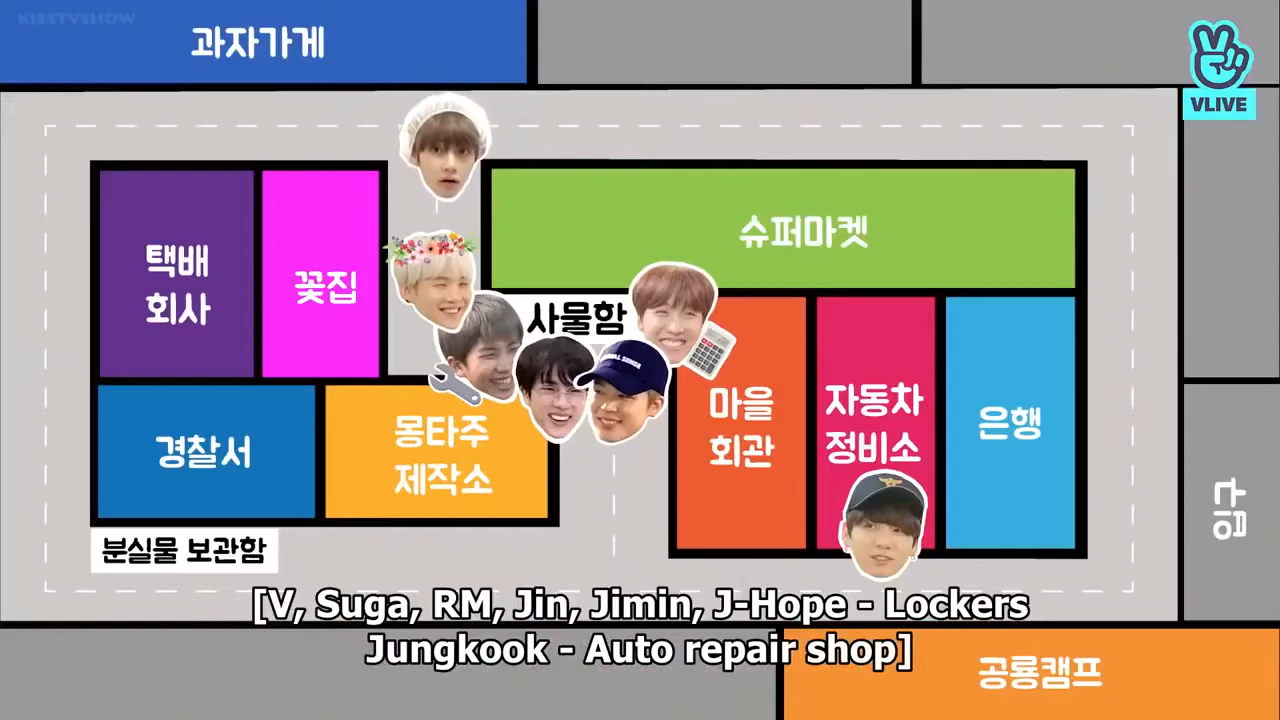 KISSTVSHOW
과자가게
VLIVE
택배
회사
꽃집
슈퍼마켓
사물함
경찰서
몽타주
제작소
마을
회관
자동차
정비소
은행
분실물 보관함
[V, Suga, RM, Jin, Jimin, J-Hope - Lockers
Jungkook - Auto repair shop]
공룡캠프